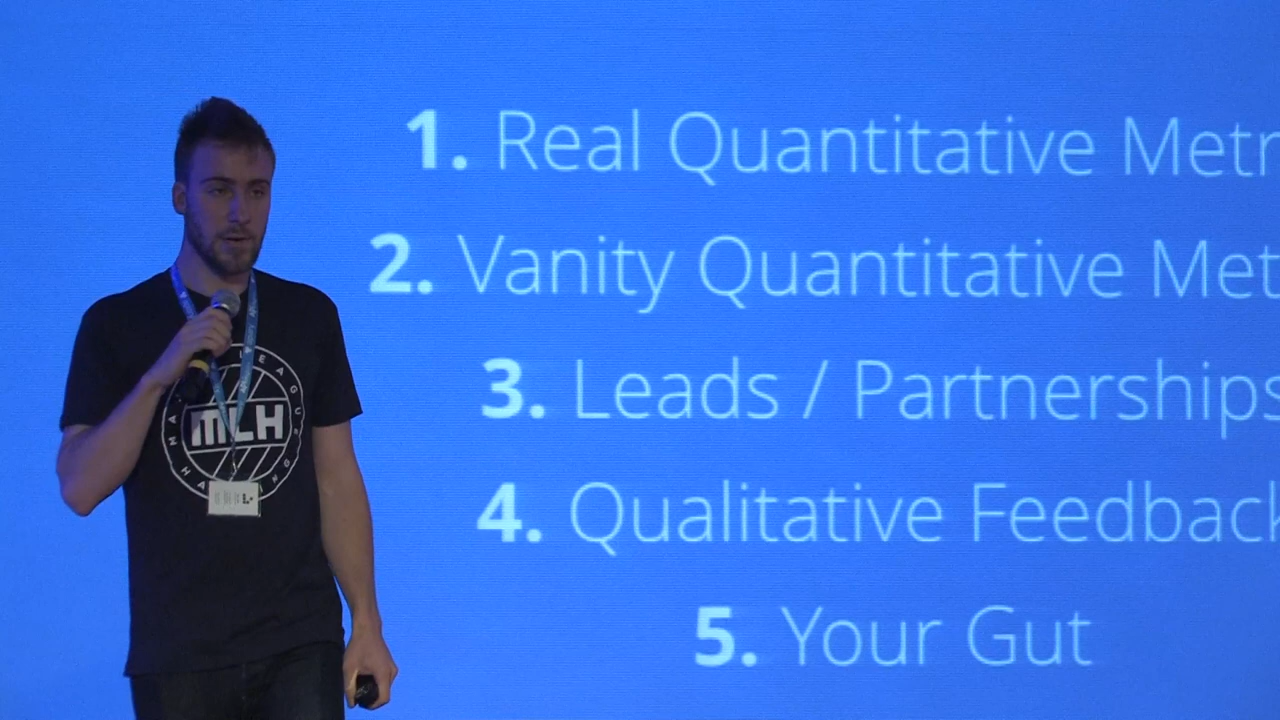 1. Real Quantitative Metr
2. Vanity Quantitative Met
3. Leads / Partnerships
4. Qualitative Feedback
5. Your Gut
MLH